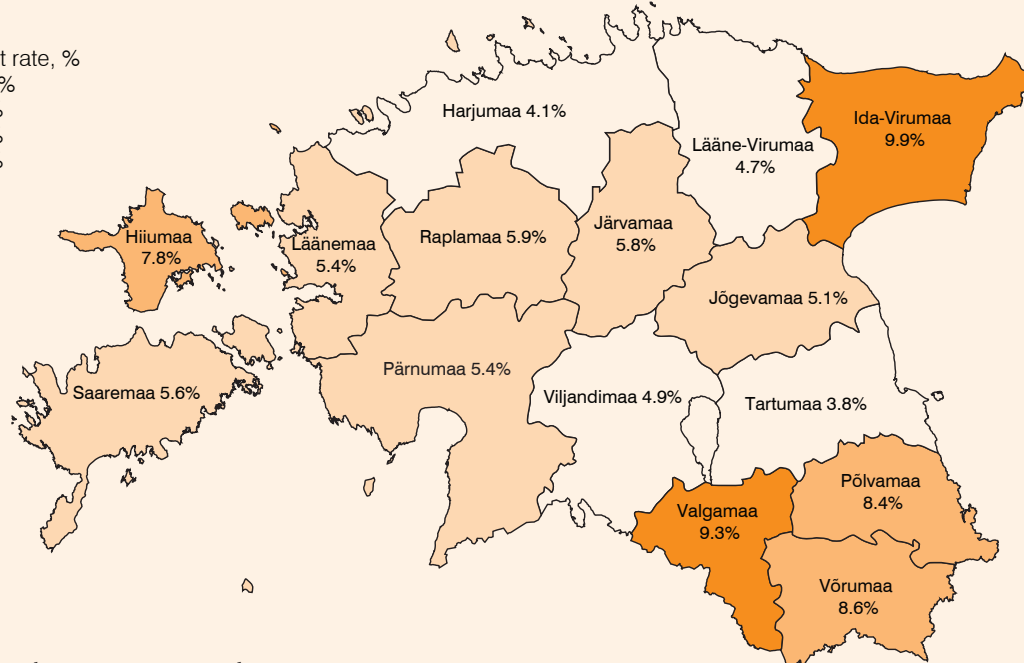 t rate, %
%
Harjumaa 4.1%
Ida-Virumaa
9.9%
Lääne-Virumaa
4.7%
Hiiumaa
7.8%
Läänemaa
5.4%
Raplamaa 5.9%
Järvamaa
5.8%
Jõgevamaa 5.1%
Pärnumaa 5.4%
Saaremaa 5.6%
Viljandimaa 4.9%
Tartumaa 3.8%
Põlvamaa
8.4%
Valgamaa
9.3%
Võrumaa
8.6%